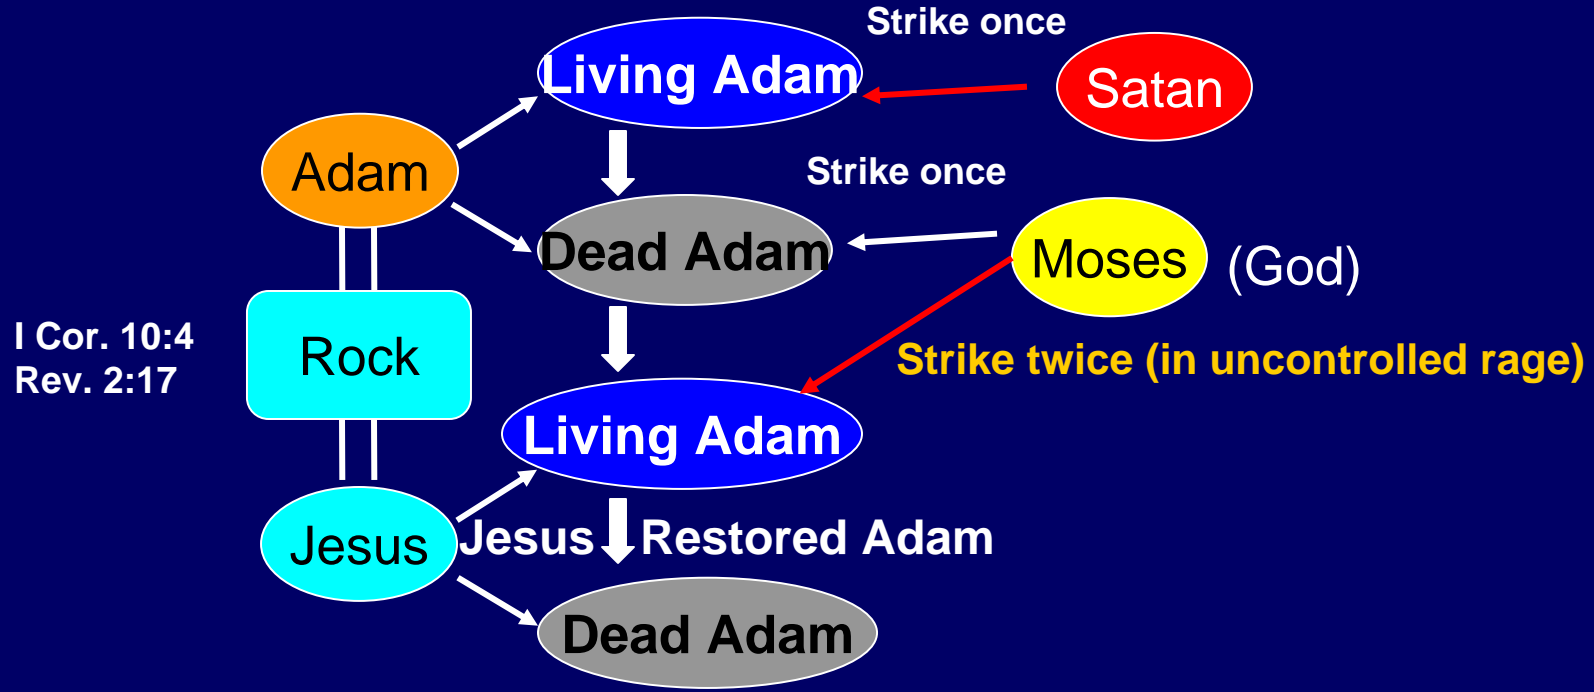 Strike once
Living Adam
Satan
Adam
Strike once
Dead Adam
Moses
(God)
I Cor. 10:4
Rev. 2:17
Rock
Strike twice (in uncontrolled rage)
Living Adam
Jesus
Jesus
Restored Adam
Dead Adam